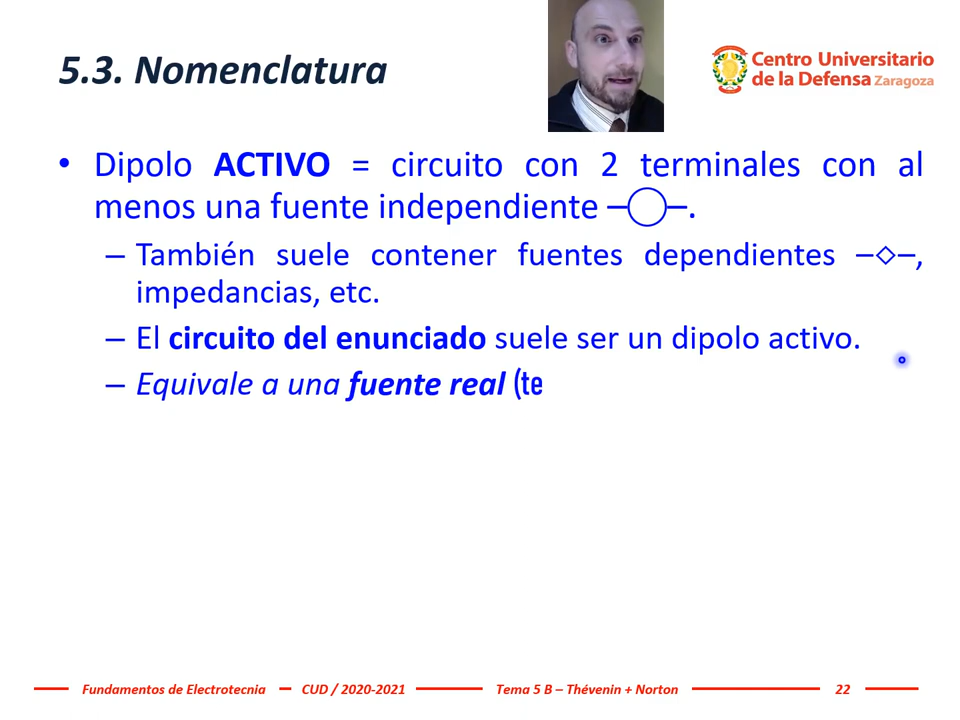 5.3. Nomenclatura
Centro Universitario
de la Defensa Zaragoza
• Dipolo ACTIVO = circuito con 2 terminales con al
menos una fuente independiente –◯–.
– También suele contener fuentes dependientes –◇–,
impedancias, etc.
– El circuito del enunciado suele ser un dipolo activo.
– Equivale a una fuente real (te
Fundamentos de Electrotecnia – CUD / 2020-2021 Tema 5 B – Thévenin + Norton 22